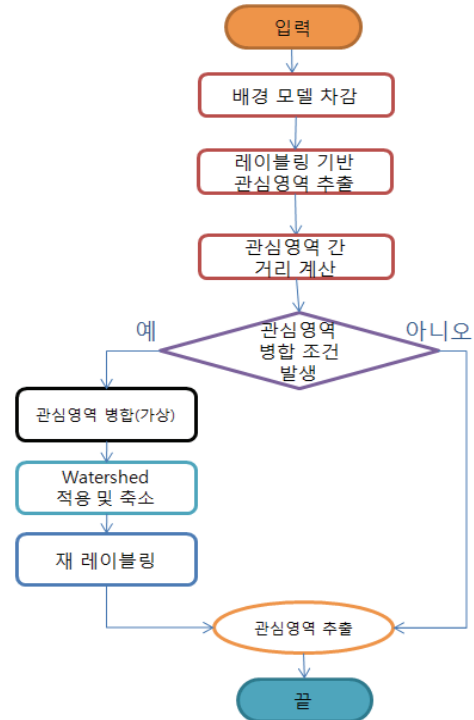 입력
배경 모델 차감
레이블링 기반
관심영역 추출
관심영역 간
거리 계산
관심영역
병합 조건
발생
예
아니오
관심영역 병합(가상)
Watershed
적용 및 축소
재 레이블링
관심영역 추출
끝